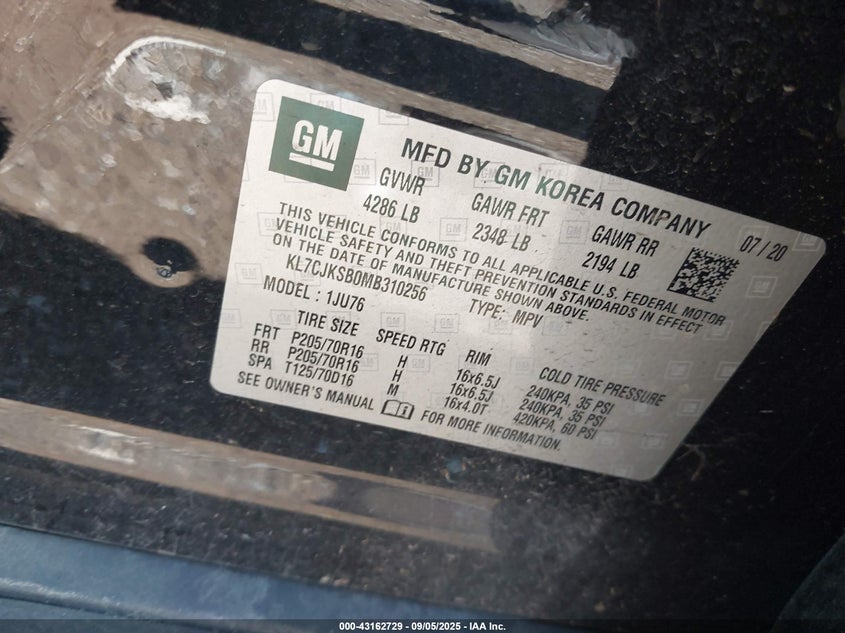 GM
MFD BY GM KOREA COMPANY 07 / 20
GVWR GAWR FRT GAWR RR
4286 LB 2348 LB 2194 LB
THIS VEHICLE CONFORMS TO ALL APPLICABLE U.S. FEDERAL MOTOR
VEHICLE SAFETY AND THEFT PREVENTION STANDARDS IN EFFECT
ON THE DATE OF MANUFACTURE SHOWN ABOVE.
KL7CJKSB0MB310256 TYPE: MPV
MODEL : 1JU76
TIRE SIZE SPEED RTG RIM COLD TIRE PRESSURE
FRT P205/70R16 H 16x6.5J 240KPA, 35 PSI
RR P205/70R16 H 16x6.5J 240KPA, 35 PSI
SPA T125/70D16 M 16x4.0T 420KPA, 60 PSI
SEE OWNER'S MANUAL FOR MORE INFORMATION.
000-43162729 - 09/05/2025 - IAA Inc.